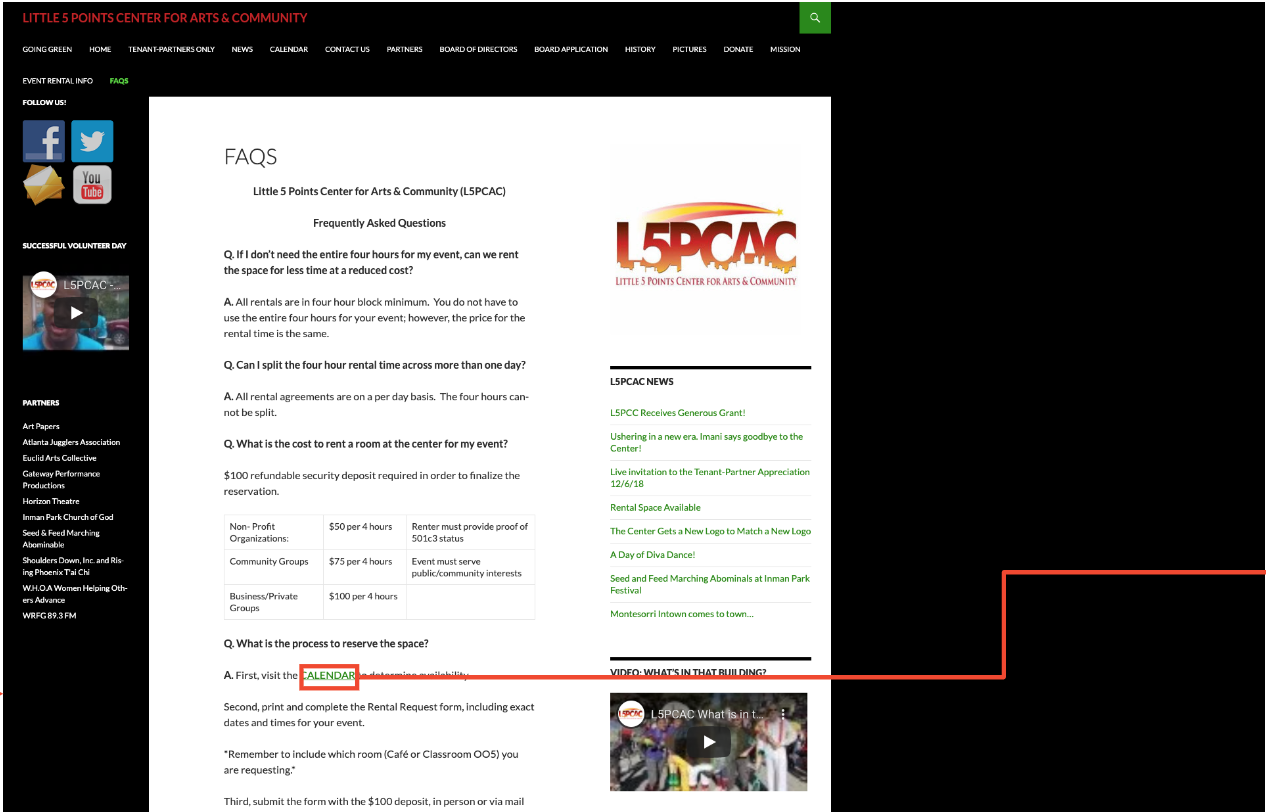 LITTLE 5 POINTS CENTER FOR ARTS & COMMUNITY
GOING GREEN HOME TENANT-PARTNERS ONLY NEWS CALENDAR CONTACT US PARTNERS BOARD OF DIRECTORS BOARD APPLICATION HISTORY PICTURES DONATE MISSION
EVENT RENTAL INFO FAQS
FOLLOW US!
f
You
Tube
SUCCESSFUL VOLUNTEER DAY
L5PCAC
L5PCAC -...
PARTNERS
Art Papers
Atlanta Jugglers Association
Euclid Arts Collective
Gateway Performance
Productions
Horizon Theatre
Inman Park Church of God
Seed & Feed Marching
Abominable
Shoulders Down, Inc. and Ris-
ing Phoenix T'ai Chi
W.H.O.A Women Helping Oth-
ers Advance
WRFG 89.3 FM
FAQS
Little 5 Points Center for Arts & Community (L5PCAC)
Frequently Asked Questions
Q. If I don't need the entire four hours for my event, can we rent
the space for less time at a reduced cost?
A. All rentals are in four hour block minimum. You do not have to
use the entire four hours for your event; however, the price for the
rental time is the same.
Q. Can I split the four hour rental time across more than one day?
A. All rental agreements are on a per day basis. The four hours can-
not be split.
Q. What is the cost to rent a room at the center for my event?
$100 refundable security deposit required in order to finalize the
reservation.
Non- Profit
Organizations:
$50 per 4 hours
Renter must provide proof of
501c3 status
Community Groups
$75 per 4 hours
Event must serve
public/community interests
Business/Private
Groups
$100 per 4 hours
Q. What is the process to reserve the space?
A. First, visit the CALENDAR to determine availability.
Second, print and complete the Rental Request form, including exact
dates and times for your event.
*Remember to include which room (Café or Classroom OO5) you
are requesting.*
Third, submit the form with the $100 deposit, in person or via mail
L5PCAC
LITTLE 5 POINTS CENTER FOR ARTS & COMMUNITY
L5PCAC NEWS
L5PCC Receives Generous Grant!
Ushering in a new era. Imani says goodbye to the
Center!
Live invitation to the Tenant-Partner Appreciation
12/6/18
Rental Space Available
The Center Gets a New Logo to Match a New Logo
A Day of Diva Dance!
Seed and Feed Marching Abominals at Inman Park
Festival
Montesorri Intown comes to town...
VIDEO: WHAT'S IN THAT BUILDING?
L5PCAC
L5PCAC What is in t...